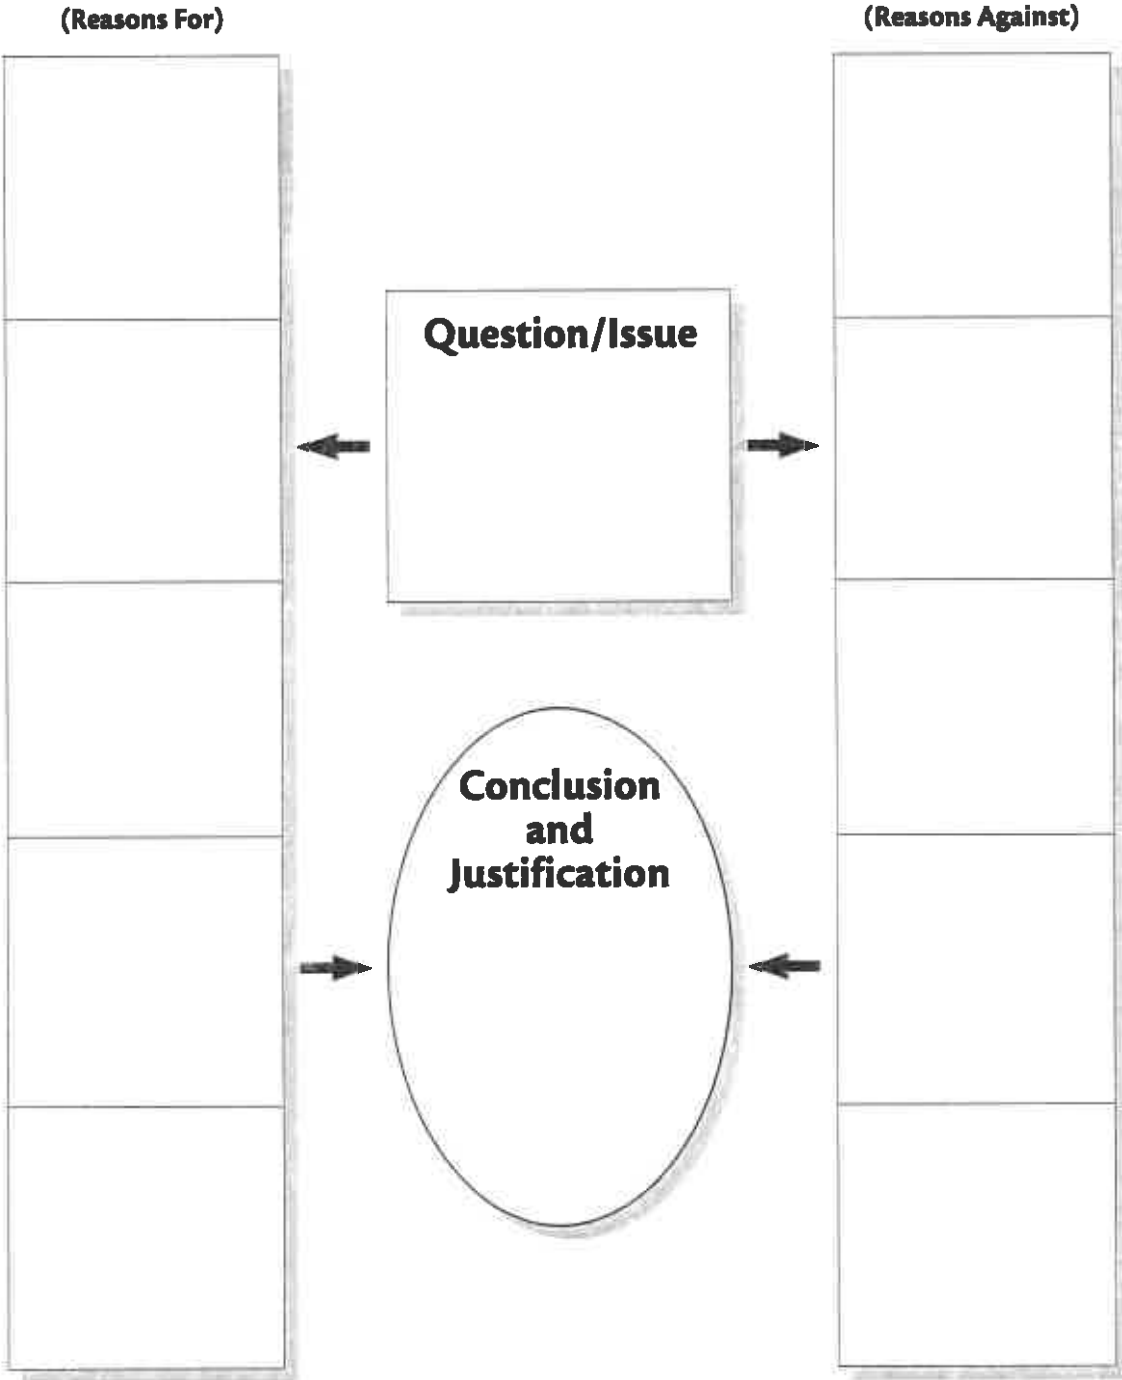 (Reasons For)
(Reasons Against)
Question/Issue
Conclusion
and
Justification